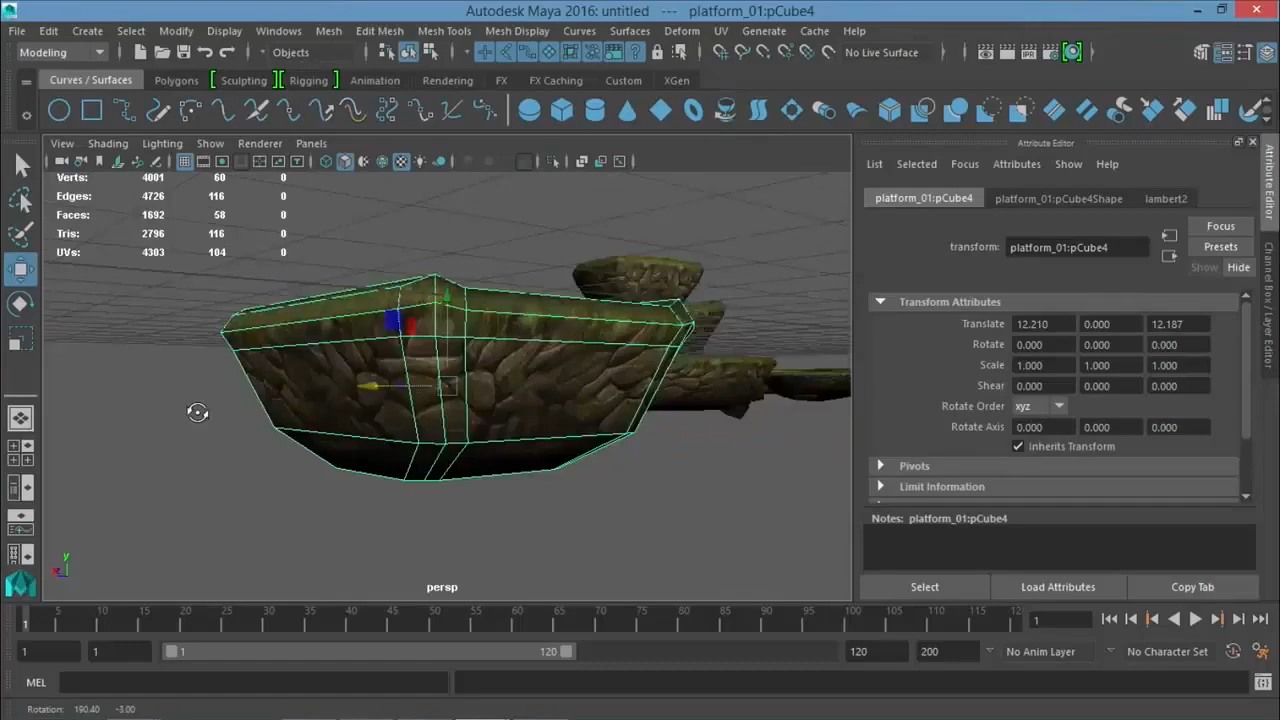 Autodesk Maya 2016: untitled --- platform_01:pCube4
File Edit Create Select Modify Display Windows Mesh Edit Mesh Mesh Tools Mesh Display Curves Surfaces Deform UV Generate Cache Help
Modeling Objects No Live Surface
Curves / Surfaces Polygons Sculpting Rigging Animation Rendering FX FX Caching Custom XGen
View Shading Lighting Show Renderer Panels
Verts: 4001 60 0
Edges: 4726 116 0
Faces: 1692 58 0
Tris: 2796 116 0
UVs: 4303 104 0
y
x
persp
Attribute Editor
List Selected Focus Attributes Show Help
platform_01:pCube4 platform_01:pCube4Shape lambert2
transform: platform_01:pCube4
Focus
Presets
Show Hide
Transform Attributes
Translate 12.210 0.000 12.187
Rotate 0.000 0.000 0.000
Scale 1.000 1.000 1.000
Shear 0.000 0.000 0.000
Rotate Order xyz
Rotate Axis 0.000 0.000 0.000
Inherits Transform
Pivots
Limit Information
Notes: platform_01:pCube4
Select Load Attributes Copy Tab
Attribute Editor
Channel Box / Layer Editor
5 10 15 20 25 30 35 40 45 50 55 60 65 70 75 80 85 90 95 100 105 110 115 12
1 1
1 1 1 120 120 200 No Anim Layer No Character Set
MEL
Rotation: 190.40 -3.00